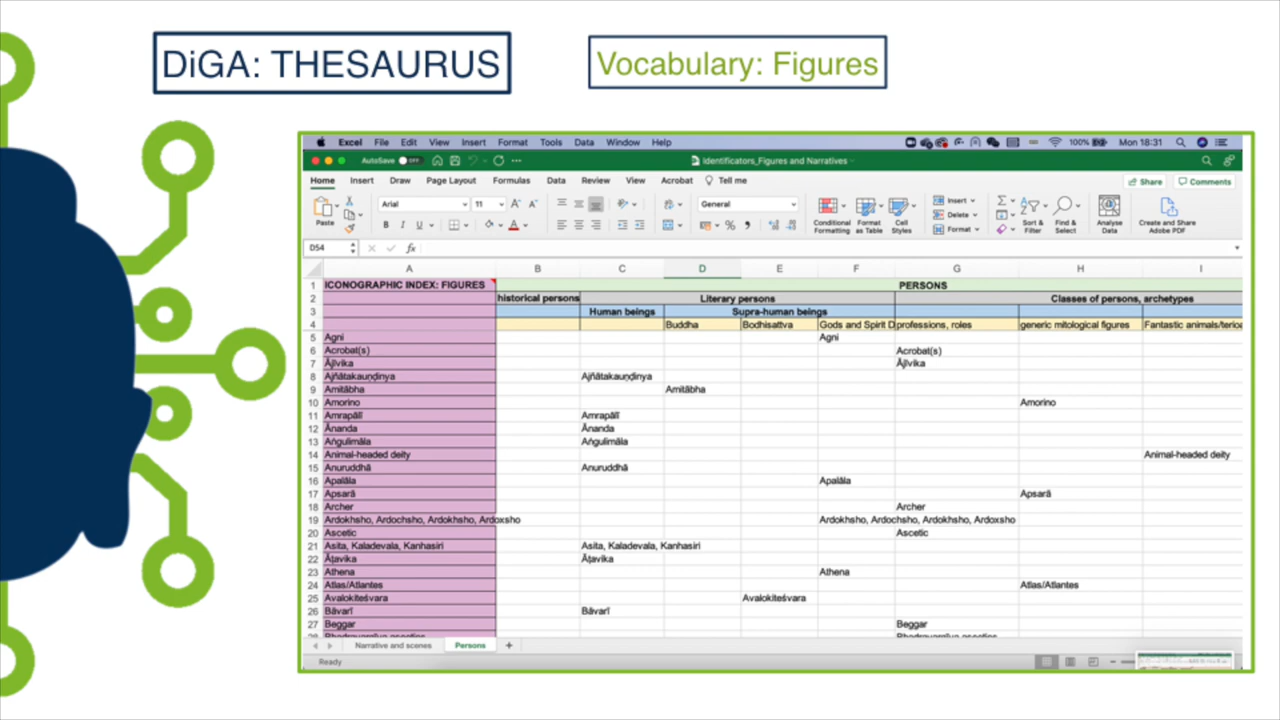 DiGA: THESAURUS
Vocabulary: Figures
Excel File Edit View Insert Format Tools Data Window Help 100% Mon 18:31
AutoSave OFF Identificators_Figures and Narratives
Home Insert Draw Page Layout Formulas Data Review View Acrobat Tell me Share Comments
Paste Arial 11 General Conditional Formatting Format as Table Cell Styles Insert Delete Format Sort & Filter Find & Select Analyse Data Create and Share Adobe PDF
D54 fx
A B C D E F G H I
1 ICONOGRAPHIC INDEX: FIGURES PERSONS
2 historical persons Literary persons Classes of persons, archetypes
3 Human beings Supra-human beings
4 Buddha Bodhisattva Gods and Spirit D professions, roles generic mitological figures Fantastic animals/terio
5 Agni Agni
6 Acrobat(s) Acrobat(s)
7 Ājīvika Ājīvika
8 Ajñātakauṇḍinya Ajñātakauṇḍinya
9 Amitābha Amitābha
10 Amorino Amorino
11 Amrapālī Amrapālī
12 Ānanda Ānanda
13 Aṅgulimāla Aṅgulimāla
14 Animal-headed deity Animal-headed deity
15 Anuruddhā Anuruddhā
16 Apalāla Apalāla
17 Apsarā Apsarā
18 Archer Archer
19 Ardokhsho, Ardochsho, Ardokhsho, Ardoxsho Ardokhsho, Ardochsho, Ardokhsho, Ardoxsho
20 Ascetic Ascetic
21 Asita, Kaladevala, Kanhasiri Asita, Kaladevala, Kanhasiri
22 Āṭavika Āṭavika
23 Athena Athena
24 Atlas/Atlantes Atlas/Atlantes
25 Avalokiteśvara Avalokiteśvara
26 Bāvarī Bāvarī
27 Beggar Beggar
Narrative and scenes Persons +
Ready